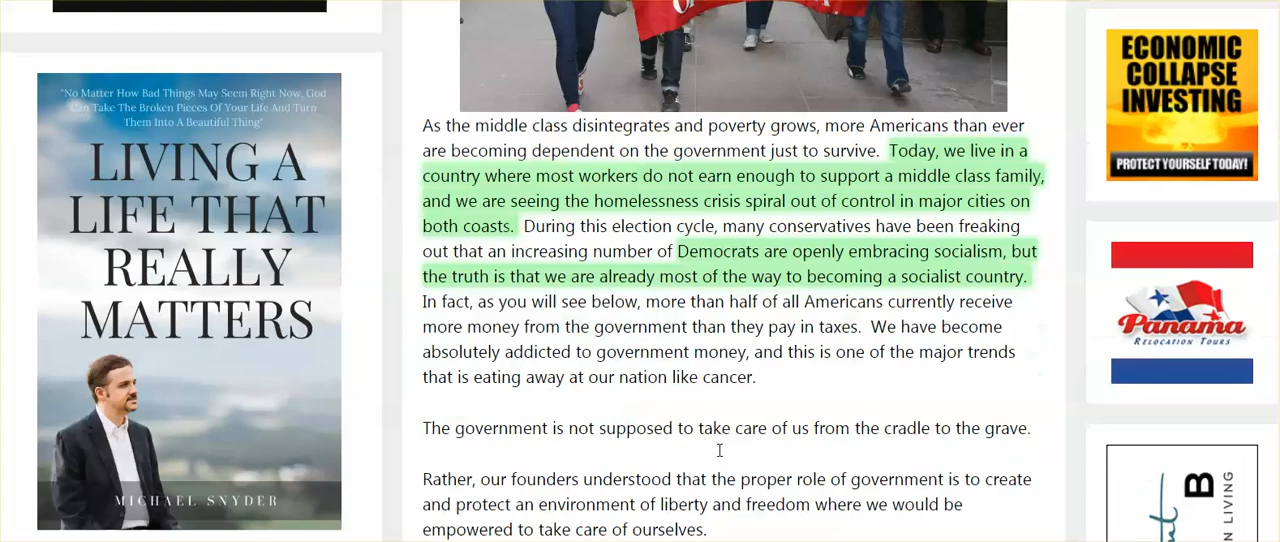 "No Matter How Bad Things May Seem Right Now, God
Can Take The Broken Pieces Of Your Life And Turn
Them Into A Beautiful Thing"
LIVING A
LIFE THAT
REALLY
MATTERS
MICHAEL SNYDER
As the middle class disintegrates and poverty grows, more Americans than ever
are becoming dependent on the government just to survive. Today, we live in a
country where most workers do not earn enough to support a middle class family,
and we are seeing the homelessness crisis spiral out of control in major cities on
both coasts. During this election cycle, many conservatives have been freaking
out that an increasing number of Democrats are openly embracing socialism, but
the truth is that we are already most of the way to becoming a socialist country.
In fact, as you will see below, more than half of all Americans currently receive
more money from the government than they pay in taxes. We have become
absolutely addicted to government money, and this is one of the major trends
that is eating away at our nation like cancer.
The government is not supposed to take care of us from the cradle to the grave.
Rather, our founders understood that the proper role of government is to create
and protect an environment of liberty and freedom where we would be
empowered to take care of ourselves.
ECONOMIC
COLLAPSE
INVESTING
PROTECT YOURSELF TODAY!
Panama
RELOCATION TOURS
B
N LIVING